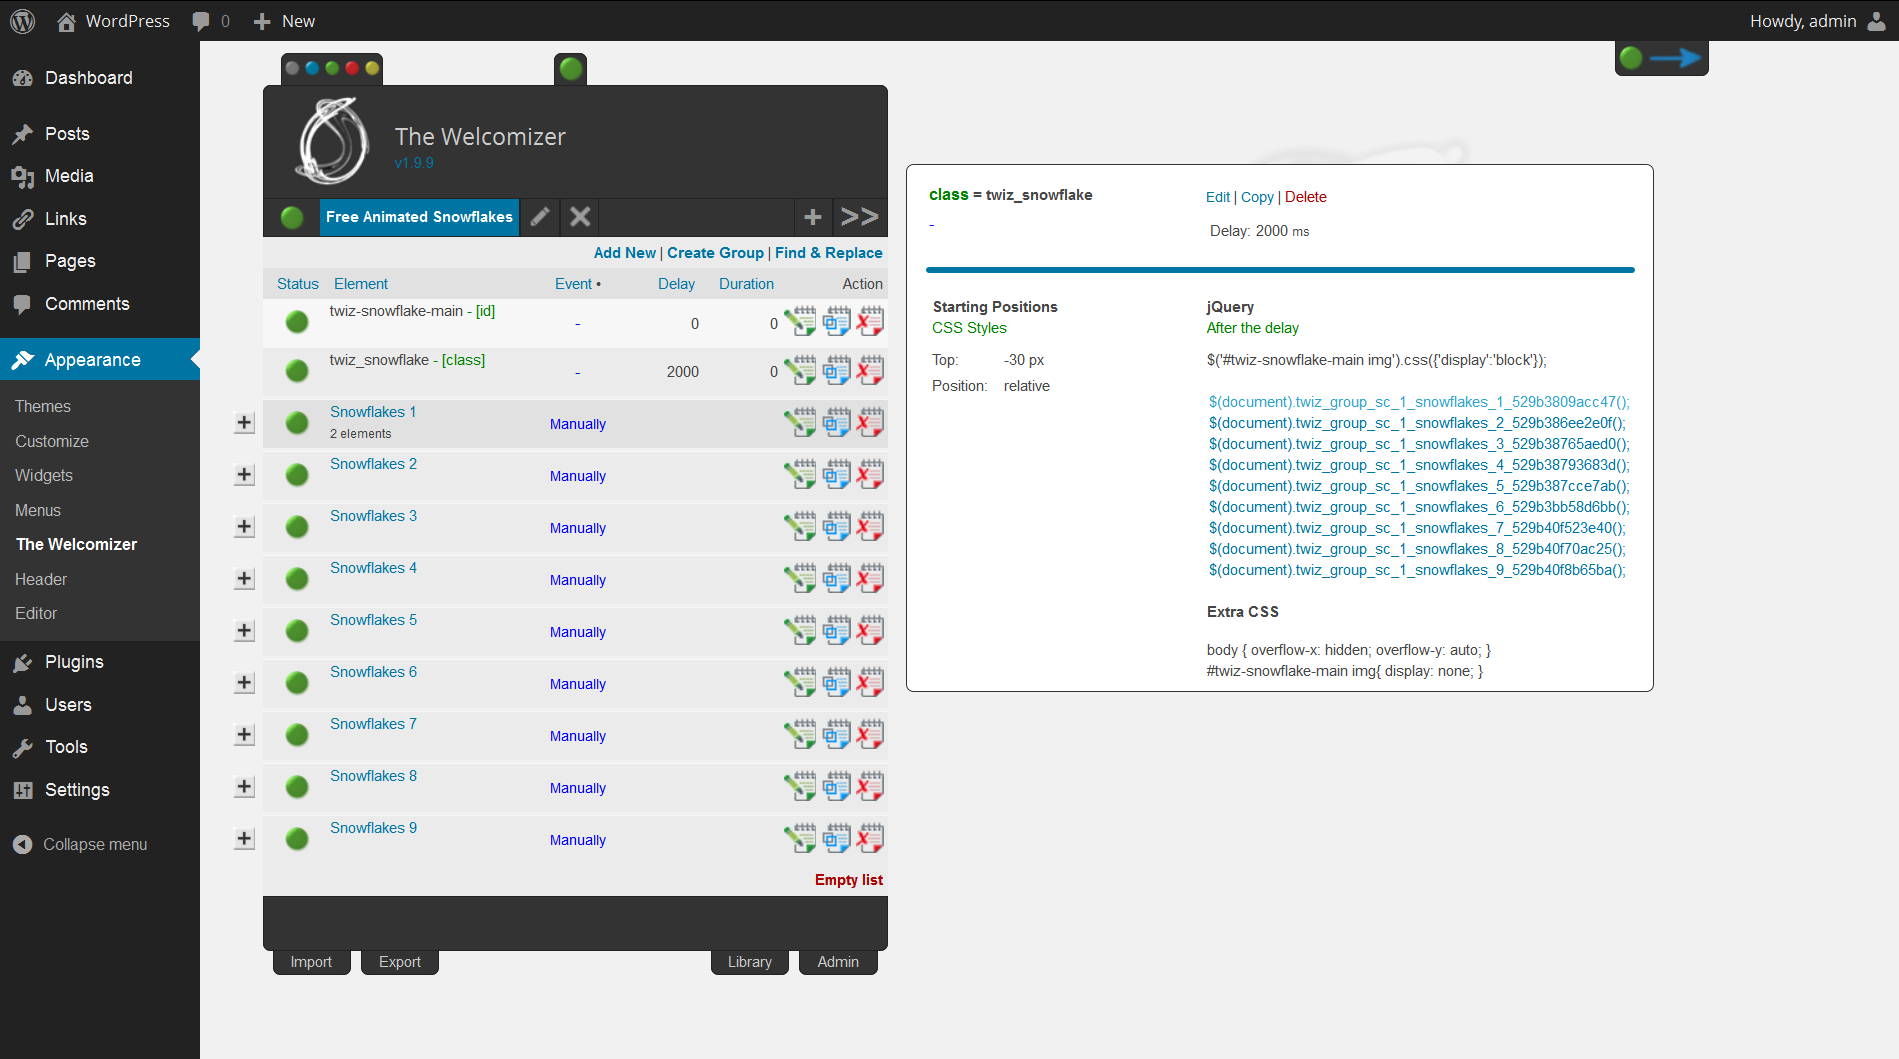 WordPress 0 New Howdy, admin
Dashboard
Posts
Media
Links
Pages
Comments
Appearance
Themes
Customize
Widgets
Menus
The Welcomizer
Header
Editor
Plugins
Users
Tools
Settings
Collapse menu
The Welcomizer
v1.9.9
Free Animated Snowflakes + >>
Add New | Create Group | Find & Replace
Status Element Event • Delay Duration Action
twiz-snowflake-main - [id] - 0 0
twiz_snowflake - [class] - 2000 0
Snowflakes 1 Manually
2 elements
Snowflakes 2 Manually
Snowflakes 3 Manually
Snowflakes 4 Manually
Snowflakes 5 Manually
Snowflakes 6 Manually
Snowflakes 7 Manually
Snowflakes 8 Manually
Snowflakes 9 Manually
Empty list
Import Export Library Admin
class = twiz_snowflake Edit | Copy | Delete
- Delay: 2000 ms
Starting Positions
CSS Styles
Top: -30 px
Position: relative
jQuery
After the delay
$('#twiz-snowflake-main img').css({'display':'block'});
$(document).twiz_group_sc_1_snowflakes_1_529b3809acc47();
$(document).twiz_group_sc_1_snowflakes_2_529b386ee2e0f();
$(document).twiz_group_sc_1_snowflakes_3_529b38765aed0();
$(document).twiz_group_sc_1_snowflakes_4_529b38793683d();
$(document).twiz_group_sc_1_snowflakes_5_529b387cce7ab();
$(document).twiz_group_sc_1_snowflakes_6_529b3bb58d6bb();
$(document).twiz_group_sc_1_snowflakes_7_529b40f523e40();
$(document).twiz_group_sc_1_snowflakes_8_529b40f70ac25();
$(document).twiz_group_sc_1_snowflakes_9_529b40f8b65ba();
Extra CSS
body { overflow-x: hidden; overflow-y: auto; }
#twiz-snowflake-main img{ display: none; }